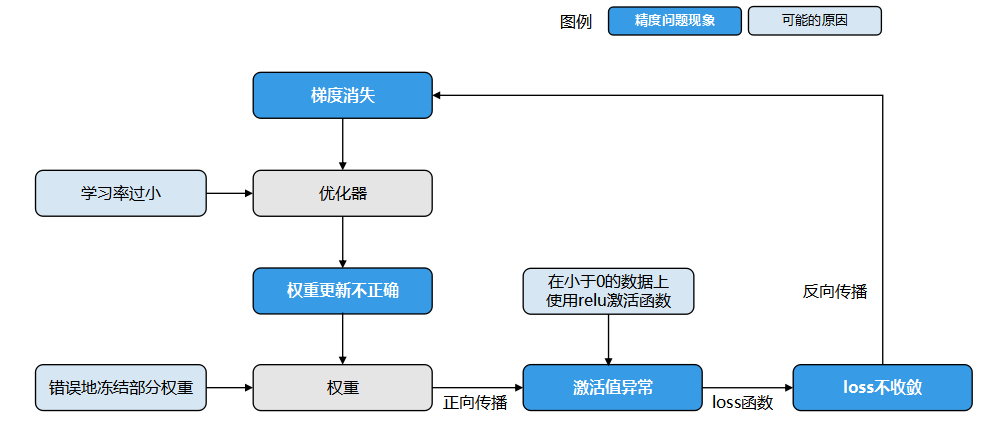 图例
精度问题现象
可能的原因
梯度消失
学习率过小
优化器
权重更新不正确
在小于0的数据上
使用relu激活函数
反向传播
错误地冻结部分权重
权重
正向传播
激活值异常
loss函数
loss不收敛